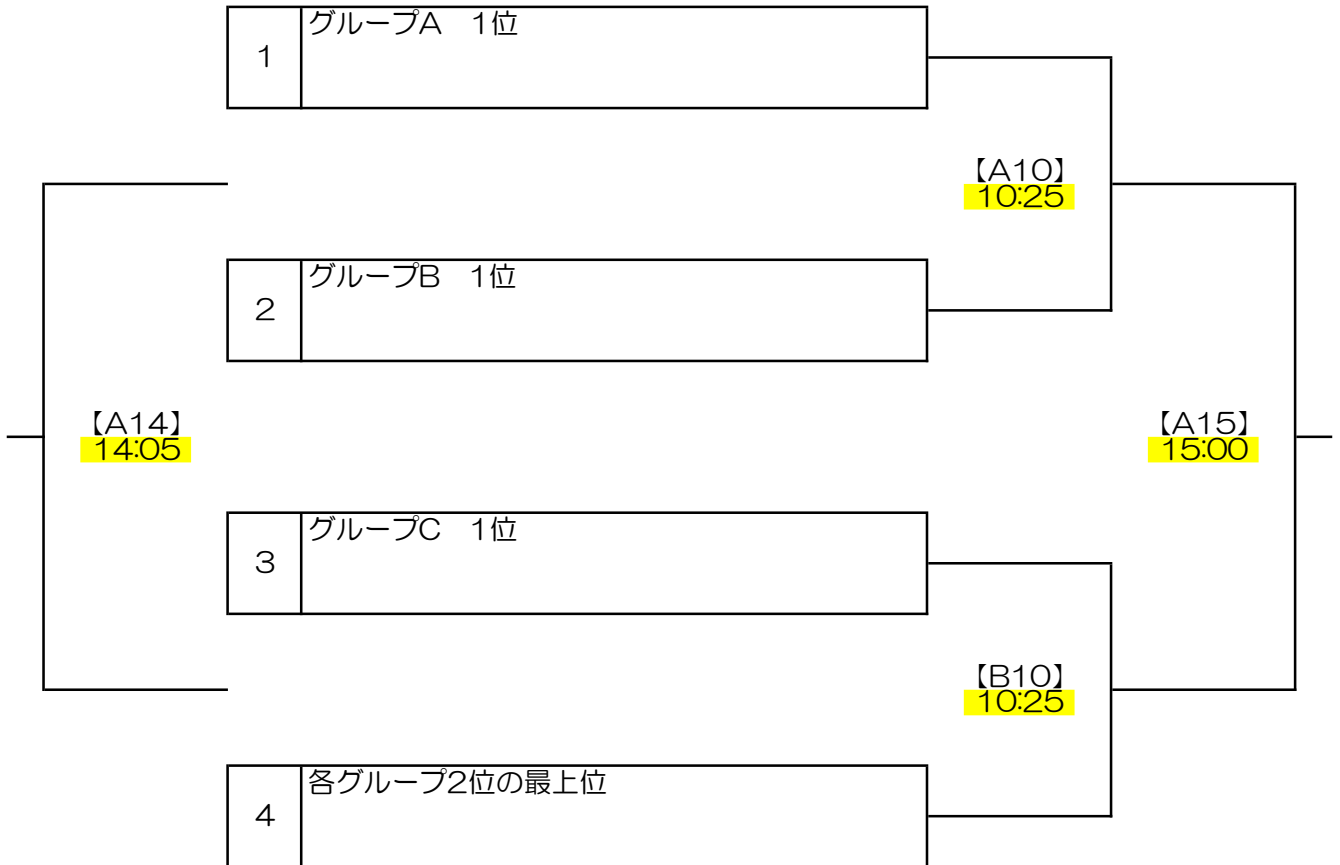 グループA　1位
1
【A10】
10:25
グループB　1位
2
【A14】
14:05
【A15】
15:00
グループC　1位
3
【B10】
10:25
各グループ2位の最上位
4